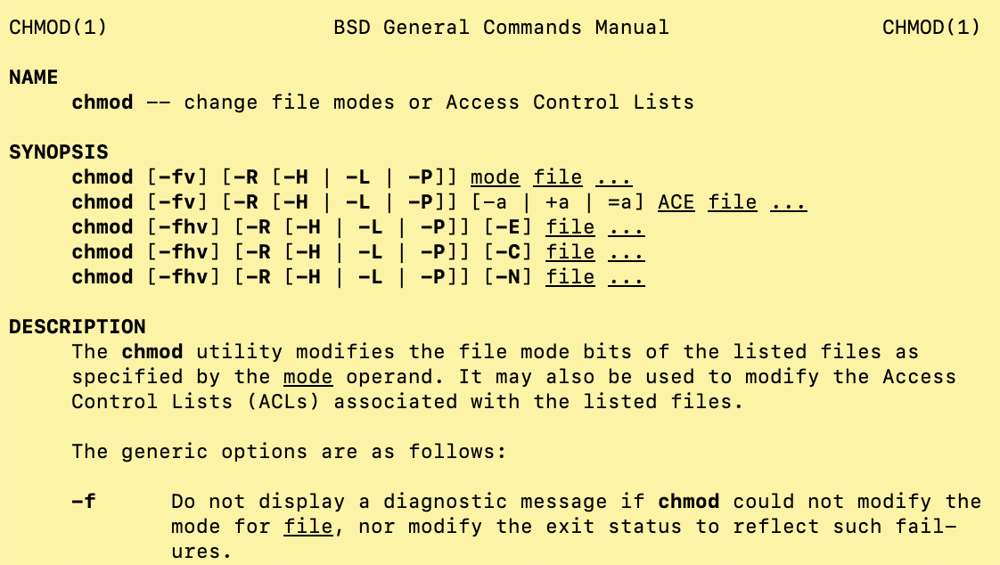 CHMOD(1) BSD General Commands Manual CHMOD(1)
NAME
chmod -- change file modes or Access Control Lists
SYNOPSIS
chmod [-fv] [-R [-H | -L | -P]] mode file ...
chmod [-fv] [-R [-H | -L | -P]] [-a | +a | =a] ACE file ...
chmod [-fhv] [-R [-H | -L | -P]] [-E] file ...
chmod [-fhv] [-R [-H | -L | -P]] [-C] file ...
chmod [-fhv] [-R [-H | -L | -P]] [-N] file ...
DESCRIPTION
The chmod utility modifies the file mode bits of the listed files as
specified by the mode operand. It may also be used to modify the Access
Control Lists (ACLs) associated with the listed files.
The generic options are as follows:
-f Do not display a diagnostic message if chmod could not modify the
mode for file, nor modify the exit status to reflect such fail-
ures.